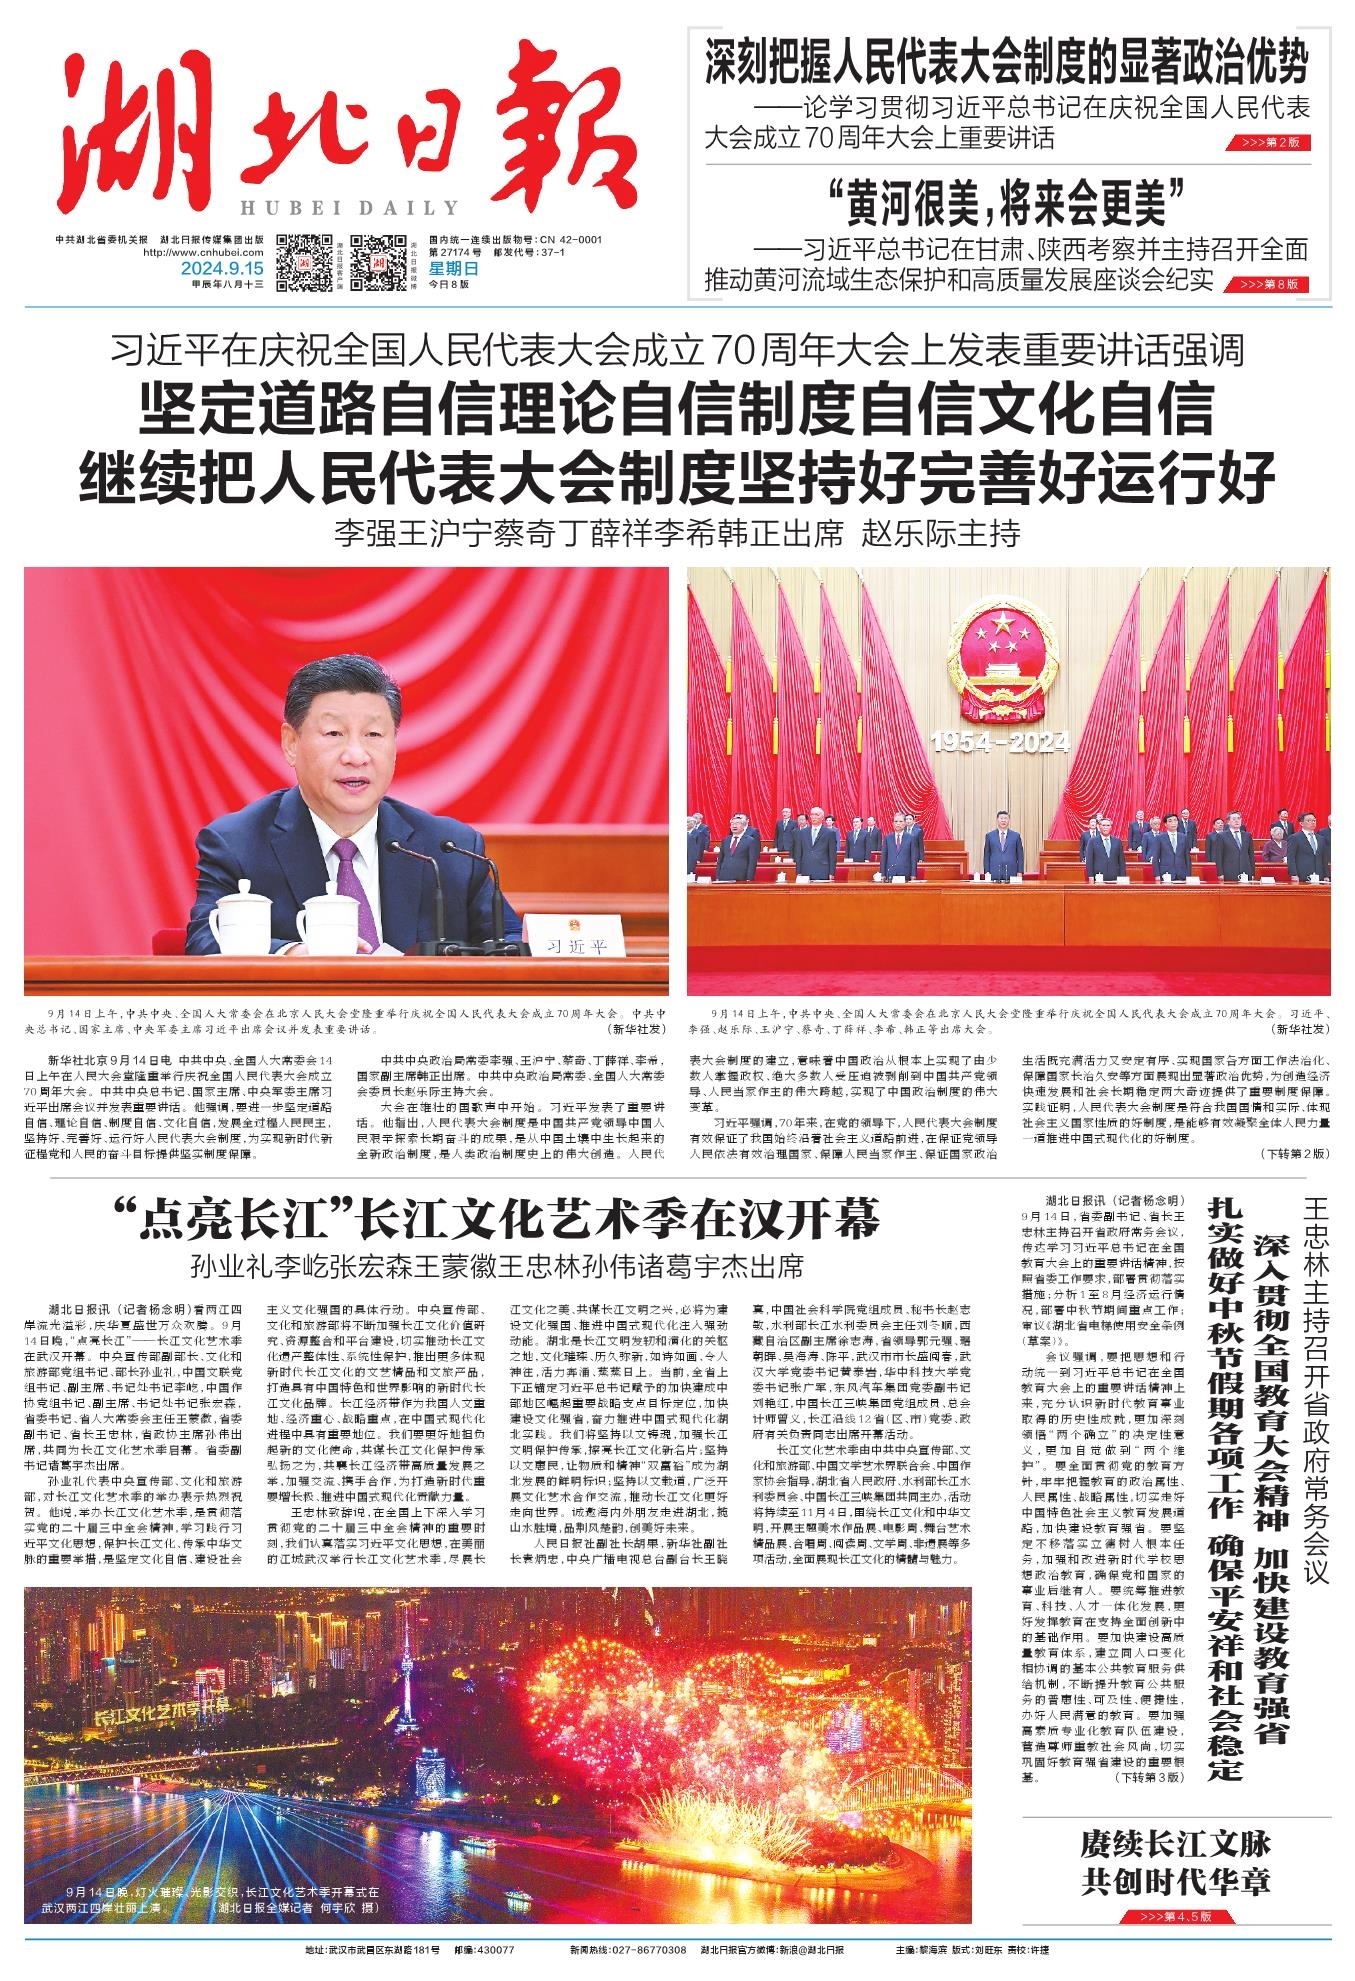 湖北日報
HUBEI DAILY
中共湖北省委机关报 湖北日报传媒集团出版
http://www.cnhubei.com
2024.9.15
甲辰年八月十三
湖北日报客户端
湖北日报微博
国内统一连续出版物号:CN 42-0001
第27174号 邮发代号:37-1
星期日
今日8版
深刻把握人民代表大会制度的显著政治优势
——论学习贯彻习近平总书记在庆祝全国人民代表
大会成立70周年大会上重要讲话
>>>第2版
“黄河很美,将来会更美”
——习近平总书记在甘肃、陕西考察并主持召开全面
推动黄河流域生态保护和高质量发展座谈会纪实
>>>第8版
习近平在庆祝全国人民代表大会成立70周年大会上发表重要讲话强调
坚定道路自信理论自信制度自信文化自信
继续把人民代表大会制度坚持好完善好运行好
李强王沪宁蔡奇丁薛祥李希韩正出席 赵乐际主持
习近平
1954-2024
9月14日上午,中共中央、全国人大常委会在北京人民大会堂隆重举行庆祝全国人民代表大会成立70周年大会。中共中
央总书记、国家主席、中央军委主席习近平出席会议并发表重要讲话。 (新华社发)
9月14日上午,中共中央、全国人大常委会在北京人民大会堂隆重举行庆祝全国人民代表大会成立70周年大会。习近平、
李强、赵乐际、王沪宁、蔡奇、丁薛祥、李希、韩正等出席大会。 (新华社发)
新华社北京9月14日电 中共中央、全国人大常委会14
日上午在人民大会堂隆重举行庆祝全国人民代表大会成立
70周年大会。中共中央总书记、国家主席、中央军委主席习
近平出席会议并发表重要讲话。他强调,要进一步坚定道路
自信、理论自信、制度自信、文化自信,发展全过程人民民主,
坚持好、完善好、运行好人民代表大会制度,为实现新时代新
征程党和人民的奋斗目标提供坚实制度保障。
中共中央政治局常委李强、王沪宁、蔡奇、丁薛祥、李希,
国家副主席韩正出席。中共中央政治局常委、全国人大常委
会委员长赵乐际主持大会。
大会在雄壮的国歌声中开始。习近平发表了重要讲
话。他指出,人民代表大会制度是中国共产党领导中国人
民艰辛探索长期奋斗的成果,是从中国土壤中生长起来的
全新政治制度,是人类政治制度史上的伟大创造。人民代
表大会制度的建立,意味着中国政治从根本上实现了由少
数人掌握政权、绝大多数人受压迫被剥削到中国共产党领
导、人民当家作主的伟大跨越,实现了中国政治制度的伟大
变革。
习近平强调,70年来,在党的领导下,人民代表大会制度
有效保证了我国始终沿着社会主义道路前进,在保证党领导
人民依法有效治理国家、保障人民当家作主、保证国家政治
生活既充满活力又安定有序、实现国家各方面工作法治化、
保障国家长治久安等方面展现出显著政治优势,为创造经济
快速发展和社会长期稳定两大奇迹提供了重要制度保障。
实践证明,人民代表大会制度是符合我国国情和实际、体现
社会主义国家性质的好制度,是能够有效凝聚全体人民力量
一道推进中国式现代化的好制度。
(下转第2版)
“点亮长江”长江文化艺术季在汉开幕
孙业礼李屹张宏森王蒙徽王忠林孙伟诸葛宇杰出席
湖北日报讯 (记者杨念明)看两江四
岸流光溢彩,庆华夏盛世万众欢腾。9月
14日晚,“点亮长江”——长江文化艺术季
在武汉开幕。中央宣传部副部长、文化和
旅游部党组书记、部长孙业礼,中国文联党
组书记、副主席、书记处书记李屹,中国作
协党组书记、副主席、书记处书记张宏森,
省委书记、省人大常委会主任王蒙徽,省委
副书记、省长王忠林,省政协主席孙伟出
席,共同为长江文化艺术季启幕。省委副
书记诸葛宇杰出席。
孙业礼代表中央宣传部、文化和旅游
部,对长江文化艺术季的举办表示热烈祝
贺。他说,举办长江文化艺术季,是贯彻落
实党的二十届三中全会精神,学习践行习
近平文化思想,保护长江文化、传承中华文
脉的重要举措,是坚定文化自信、建设社会
主义文化强国的具体行动。中央宣传部、
文化和旅游部将不断加强长江文化价值研
究、资源整合和平台建设,切实推动长江文
化遗产整体性、系统性保护,推出更多体现
新时代长江文化的文艺精品和文旅产品,
打造具有中国特色和世界影响的新时代长
江文化品牌。长江经济带作为我国人文重
地、经济重心、战略重点,在中国式现代化
进程中具有重要地位。我们要更好地担负
起新的文化使命,共谋长江文化保护传承
弘扬之为,共襄长江经济带高质量发展之
举,加强交流、携手合作,为打造新时代重
要增长极、推进中国式现代化贡献力量。
王忠林致辞说,在全国上下深入学习
贯彻党的二十届三中全会精神的重要时
刻,我们认真落实习近平文化思想,在美丽
的江城武汉举行长江文化艺术季,尽展长
江文化之美、共谋长江文明之兴,必将为建
设文化强国、推进中国式现代化注入强劲
动能。湖北是长江文明发轫和演化的关枢
之地,文化璀璨、历久弥新,如诗如画、令人
神往,活力奔涌、蒸蒸日上。当前,全省上
下正锚定习近平总书记赋予的加快建成中
部地区崛起重要战略支点目标定位,加快
建设文化强省,奋力推进中国式现代化湖
北实践。我们将坚持以文铸魂,加强长江
文明保护传承,擦亮长江文化新名片;坚持
以文惠民,让物质和精神“双富裕”成为湖
北发展的鲜明标识;坚持以文载道,广泛开
展文化艺术合作交流,推动长江文化更好
走向世界。诚邀海内外朋友走进湖北,揽
山水胜境,品荆风楚韵,创美好未来。
人民日报社副社长胡果,新华社副社
长袁炳忠,中央广播电视总台副台长王晓
真,中国社会科学院党组成员、秘书长赵志
敏,水利部长江水利委员会主任刘冬顺,西
藏自治区副主席徐志涛,省领导郭元强、琚
朝晖、吴海涛、陈平,武汉市市长盛阅春,武
汉大学党委书记黄泰岩,华中科技大学党
委书记张广军,东风汽车集团党委副书记
刘艳红,中国长江三峡集团党组成员、总会
计师曾义,长江沿线12省(区、市)党委、政
府有关负责同志出席开幕活动。
长江文化艺术季由中共中央宣传部、文
化和旅游部、中国文学艺术界联合会、中国作
家协会指导,湖北省人民政府、水利部长江水
利委员会、中国长江三峡集团共同主办,活动
将持续至11月4日,围绕长江文化和中华文
明,开展主题美术作品展、电影周、舞台艺术
精品展、合唱周、阅读周、文学周、非遗展等多
项活动,全面展现长江文化的精髓与魅力。
长江文化艺术季开幕
9月14日晚,灯火璀璨、光影交织,长江文化艺术季开幕式在
武汉两江四岸壮丽上演。 (湖北日报全媒记者 何宇欣 摄)
王忠林主持召开省政府常务会议
深入贯彻全国教育大会精神 加快建设教育强省
扎实做好中秋节假期各项工作 确保平安祥和社会稳定
湖北日报讯 (记者杨念明)
9月14日,省委副书记、省长王
忠林主持召开省政府常务会议,
传达学习习近平总书记在全国
教育大会上的重要讲话精神,按
照省委工作要求,部署贯彻落实
措施;分析1至8月经济运行情
况,部署中秋节期间重点工作;
审议《湖北省电梯使用安全条例
(草案)》。
会议强调,要把思想和行
动统一到习近平总书记在全国
教育大会上的重要讲话精神上
来,充分认识新时代教育事业
取得的历史性成就,更加深刻
领悟“两个确立”的决定性意
义,更加自觉做到“两个维
护”。要全面贯彻党的教育方
针,牢牢把握教育的政治属性、
人民属性、战略属性,切实走好
中国特色社会主义教育发展道
路,加快建设教育强省。要坚
定不移落实立德树人根本任
务,加强和改进新时代学校思
想政治教育,确保党和国家的
事业后继有人。要统筹推进教
育、科技、人才一体化发展,更
好发挥教育在支持全面创新中
的基础作用。要加快建设高质
量教育体系,建立同人口变化
相协调的基本公共教育服务供
给机制,不断提升教育公共服
务的普惠性、可及性、便捷性,
办好人民满意的教育。要加强
高素质专业化教育队伍建设,
营造尊师重教社会风尚,切实
巩固好教育强省建设的重要根
基。 (下转第3版)
赓续长江文脉
共创时代华章
>>>第4、5版
地址:武汉市武昌区东湖路181号 邮编:430077 新闻热线:027-86770308 湖北日报官方微博:新浪@湖北日报 主编:黎海滨 版式:刘旺东 责校:许捷